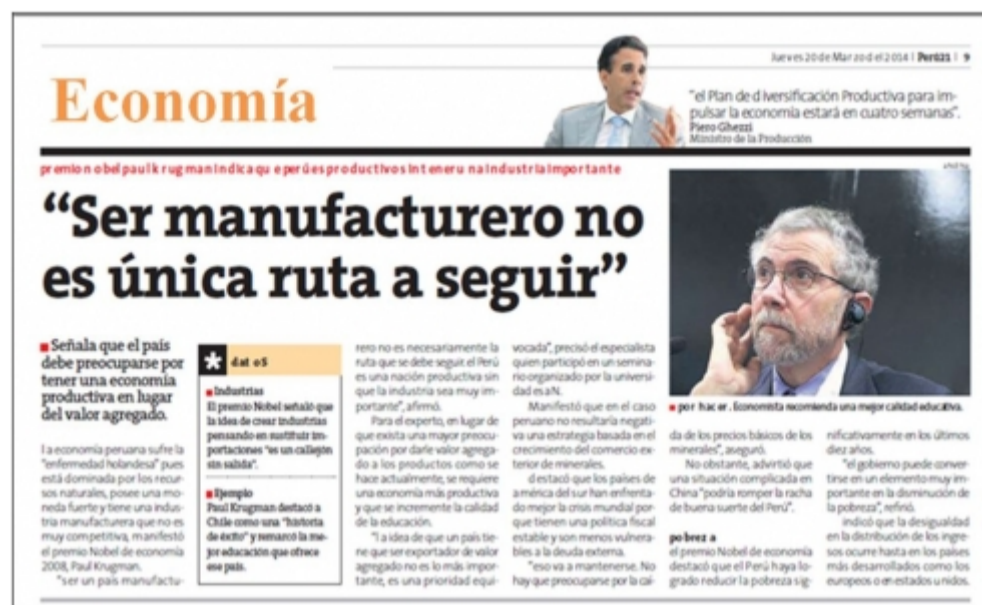 Jueves 20 de Marzo del 2014 | Perú21 | 9
Economía
"el Plan de diversificación Productiva para im-
pulsar la economía estará en cuatro semanas".
Piero Ghezzi
Ministro de la Producción
premio nobel paul krugman indica que perú es productivo sin tener una industria importante
“Ser manufacturero no
es única ruta a seguir”
Señala que el país
debe preocuparse por
tener una economía
productiva en lugar
del valor agregado.
la economía peruana sufre la
"enfermedad holandesa" pues
está dominada por los recur-
sos naturales, posee una mo-
neda fuerte y tiene una indus-
tria manufacturera que no es
muy competitiva, manifestó
el premio Nobel de economía
2008, Paul Krugman.
"ser un país manufactu-
* dat oS
Industrias
El premio Nobel señaló que
la idea de crear industrias
pensando en sustituir im-
portaciones "es un callejón
sin salida".
Ejemplo
Paul Krugman destacó a
Chile como una "historia
de éxito" y remarcó la me-
jor educación que ofrece
ese país.
rero no es necesariamente la
ruta que se debe seguir. el Perú
es una nación productiva sin
que la industria sea muy im-
portante", afirmó.
Para el experto, en lugar de
que exista una mayor preocu-
pación por darle valor agrega-
do a los productos como se
hace actualmente, se requiere
una economía más productiva
y que se incremente la calidad
de la educación.
"la idea de que un país tie-
ne que ser exportador de valor
agregado no es lo más impor-
tante, es una prioridad equi-
vocada", precisó el especialista
quien participó en un semina-
rio organizado por la universi-
dad esaN.
Manifestó que en el caso
peruano no resultaría negati-
va una estrategia basada en el
crecimiento del comercio ex-
terior de minerales.
destacó que los países de
américa del sur han enfrenta-
do mejor la crisis mundial por-
que tienen una política fiscal
estable y son menos vulnera-
bles a la deuda externa.
"eso va a mantenerse. No
hay que preocuparse por la caí-
por hacer. Economista recomienda una mejor calidad educativa.
da de los precios básicos de los
minerales", aseguró.
No obstante, advirtió que
una situación complicada en
China "podría romper la racha
de buena suerte del Perú".
pobreza
el premio Nobel de economía
destacó que el Perú haya lo-
grado reducir la pobreza sig-
nificativamente en los últimos
diez años.
"el gobierno puede conver-
tirse en un elemento muy im-
portante en la disminución de
la pobreza", refirió.
indicó que la desigualdad
en la distribución de los ingre-
sos ocurre hasta en los países
más desarrollados como los
europeos o en estados unidos.